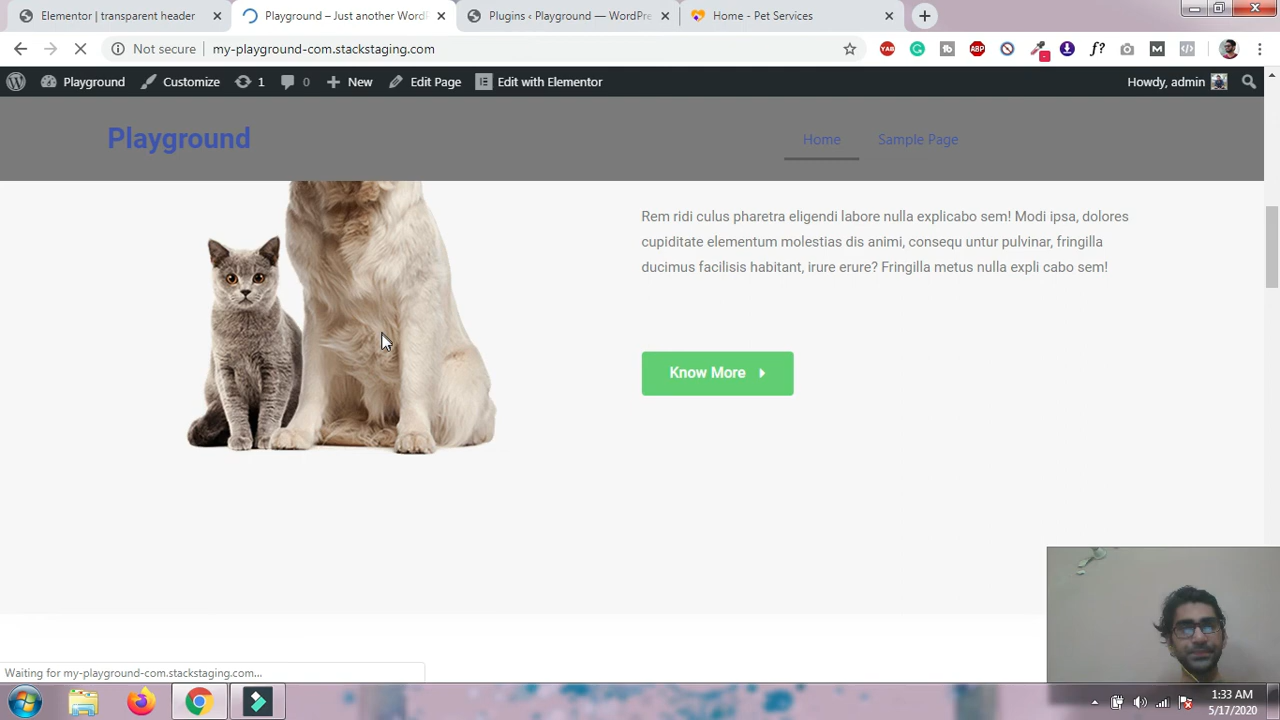 Elementor | transparent header
Playground – Just another WordPr
Plugins ‹ Playground — WordPre
Home - Pet Services
Not secure
my-playground-com.stackstaging.com
Playground
Customize
1
0
New
Edit Page
Edit with Elementor
Howdy, admin
Playground
Home
Sample Page
Rem ridi culus pharetra eligendi labore nulla explicabo sem! Modi ipsa, dolores
cupiditate elementum molestias dis animi, consequ untur pulvinar, fringilla
ducimus facilisis habitant, irure erure? Fringilla metus nulla expli cabo sem!
Know More
Waiting for my-playground-com.stackstaging.com...
1:33 AM
5/17/2020